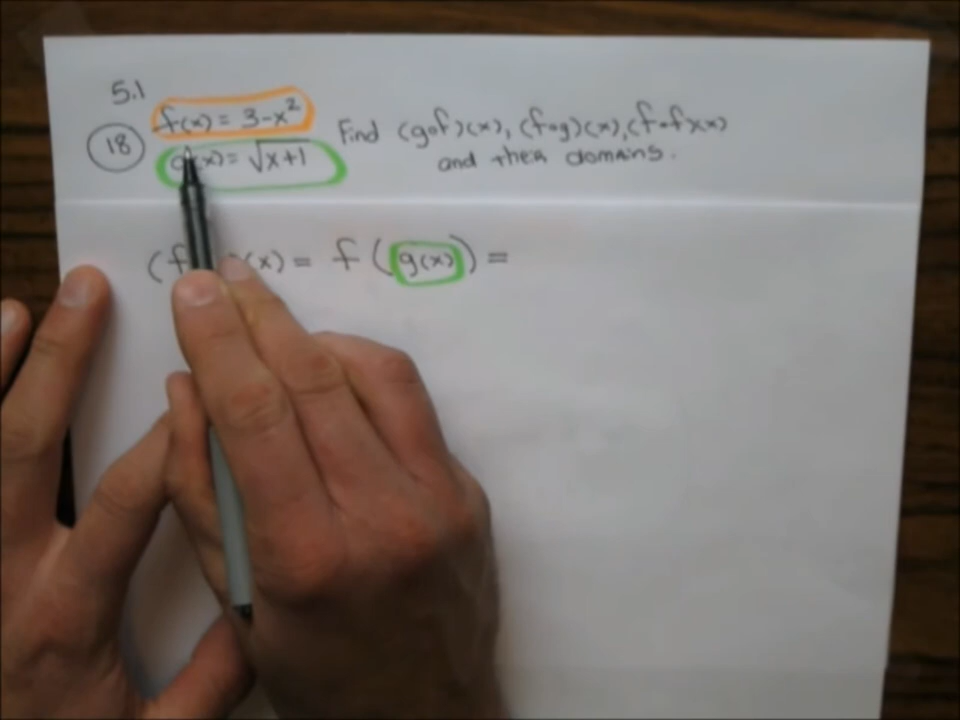 5.1
f(x) = 3-x²
18
g(x) = √x+1
Find (g∘f)(x), (f∘g)(x), (f∘f)(x)
and their domains.
(f x) = f(g(x)) =